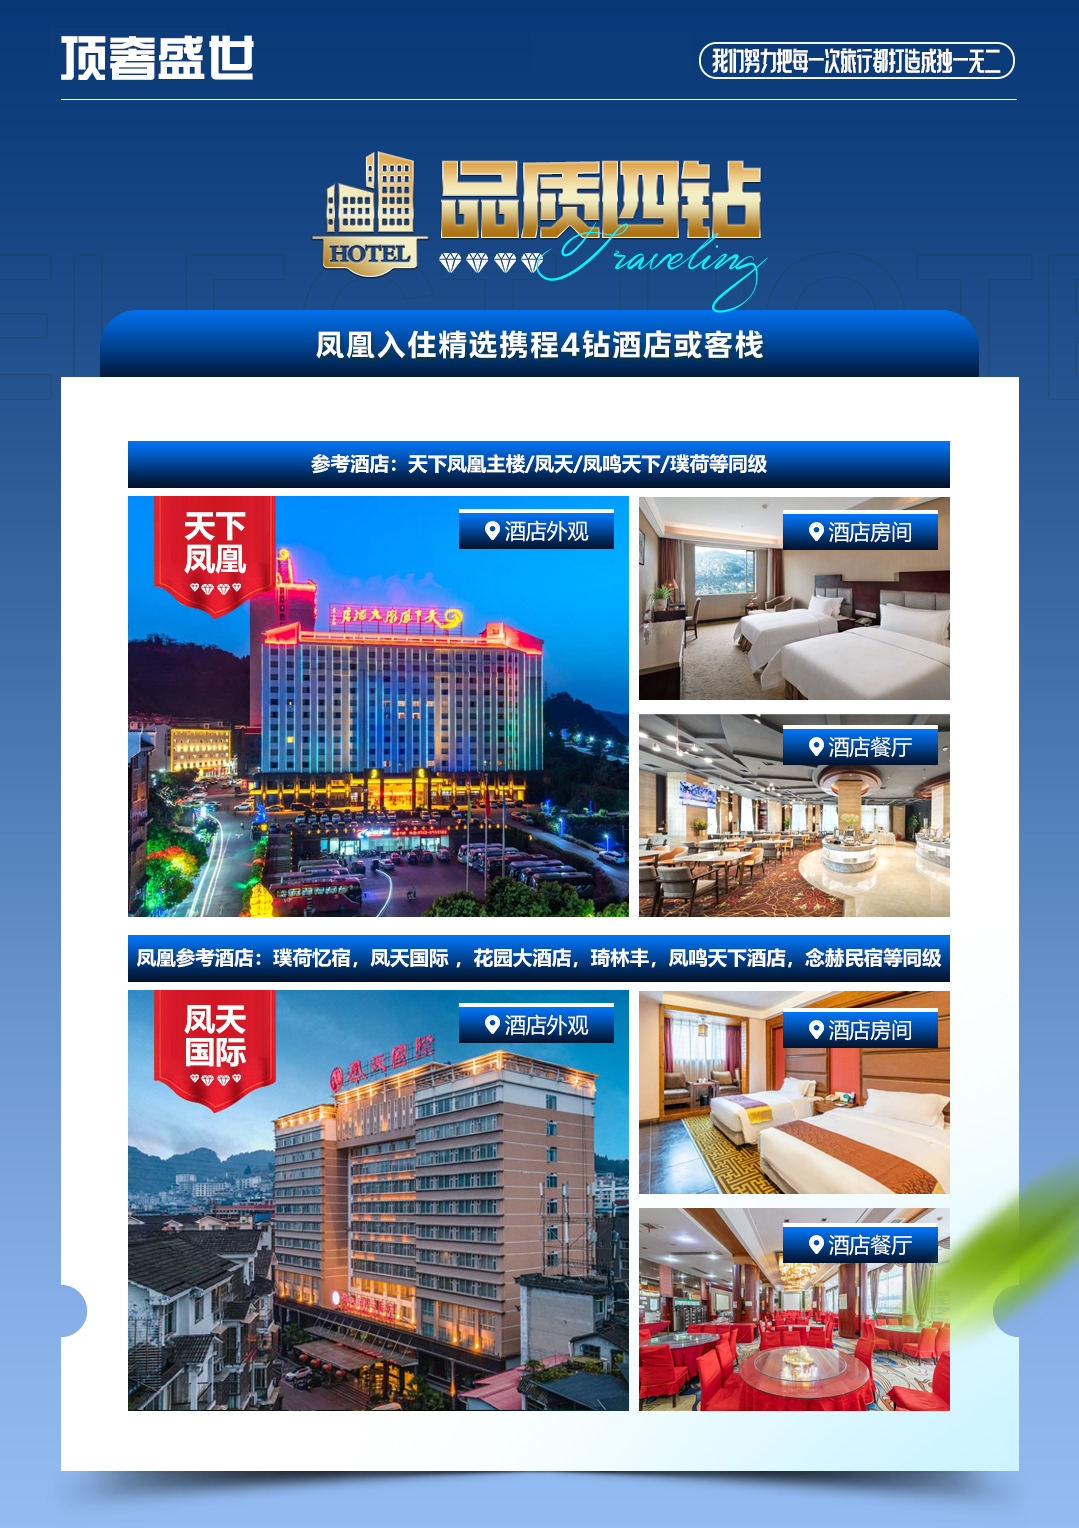 顶奢盛世
我们努力把每一次旅行都打造成独一无二
HOTEL
品质四钻
Traveling
凤凰入住精选携程4钻酒店或客栈
参考酒店：天下凤凰主楼/凤天/凤鸣天下/璞荷等同级
天下
凤凰
酒店外观
酒店房间
酒店餐厅
凤凰参考酒店：璞荷忆宿，凤天国际 ，花园大酒店，琦林丰，凤鸣天下酒店，念赫民宿等同级
凤天
国际
酒店外观
凤天国际
酒店房间
酒店餐厅